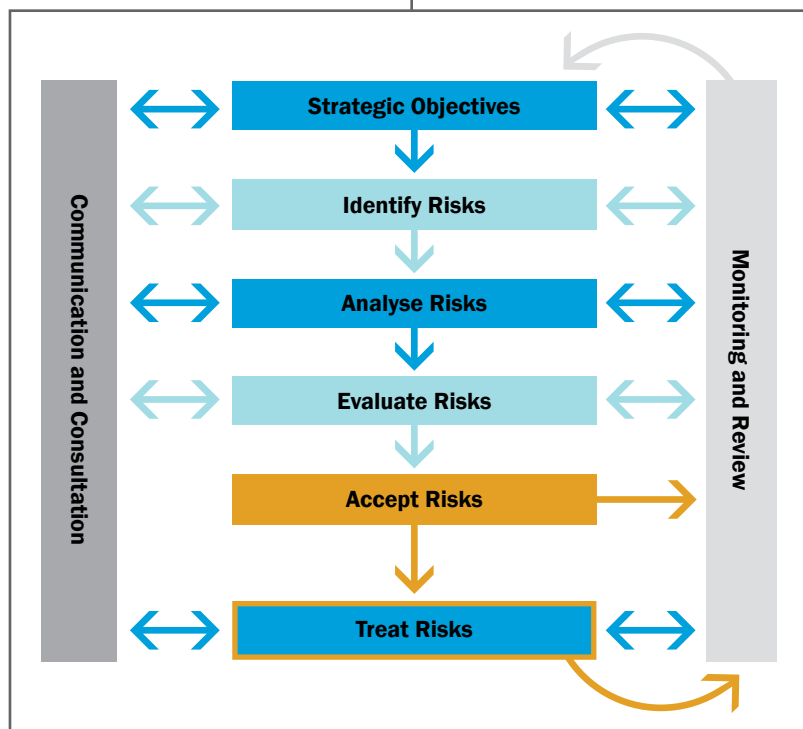 Strategic Objectives
Identify Risks
Analyse Risks
Evaluate Risks
Accept Risks
Treat Risks
Communication and Consultation
Monitoring and Review